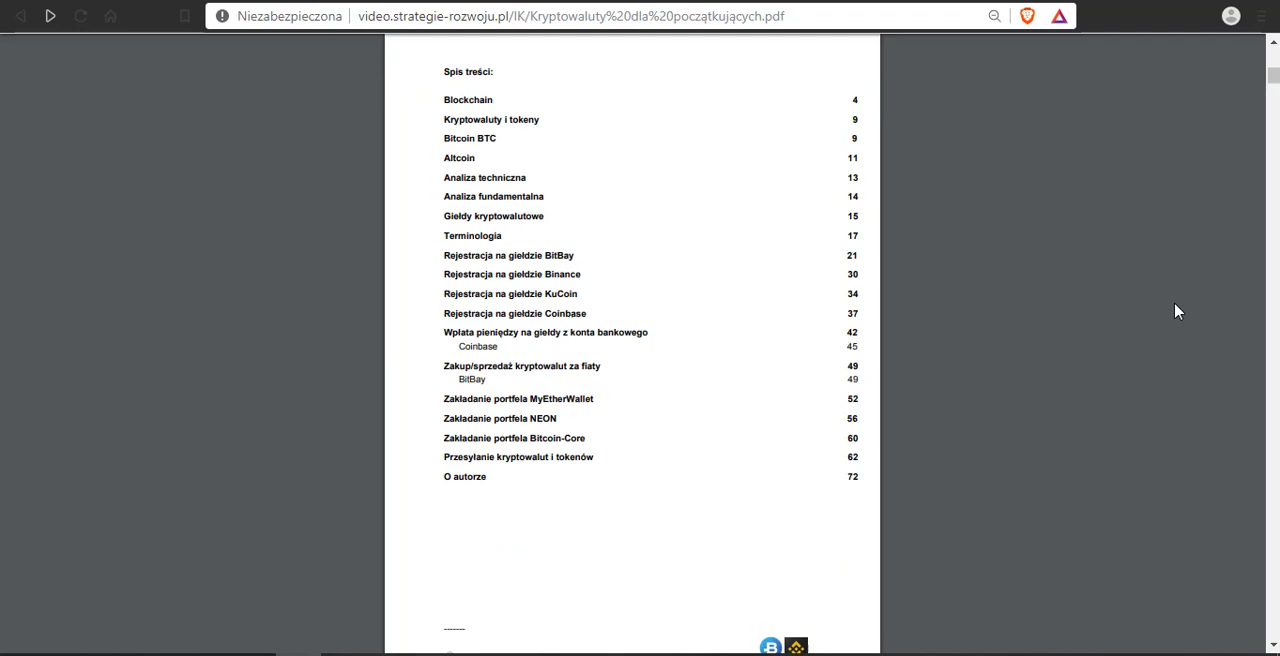 Niezabezpieczona video.strategie-rozwoju.pl/IK/Kryptowaluty%20dla%20początkujących.pdf
Spis treści:
Blockchain 4
Kryptowaluty i tokeny 9
Bitcoin BTC 9
Altcoin 11
Analiza techniczna 13
Analiza fundamentalna 14
Giełdy kryptowalutowe 15
Terminologia 17
Rejestracja na giełdzie BitBay 21
Rejestracja na giełdzie Binance 30
Rejestracja na giełdzie KuCoin 34
Rejestracja na giełdzie Coinbase 37
Wpłata pieniędzy na giełdy z konta bankowego 42
Coinbase 45
Zakup/sprzedaż kryptowalut za fiaty 49
BitBay 49
Zakładanie portfela MyEtherWallet 52
Zakładanie portfela NEON 56
Zakładanie portfela Bitcoin-Core 60
Przesyłanie kryptowalut i tokenów 62
O autorze 72
-------